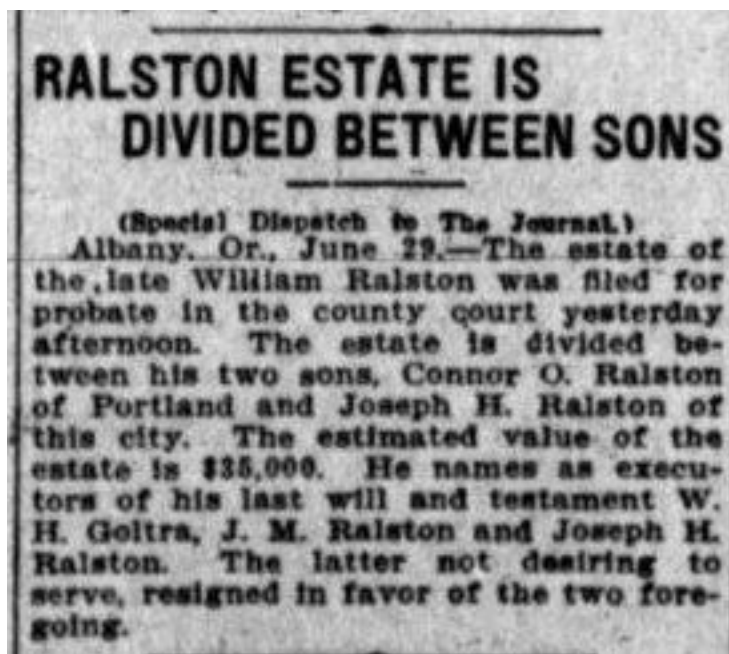 RALSTON ESTATE IS
DIVIDED BETWEEN SONS
(Special Dispatch to The Journal.)
Albany, Or., June 29.—The estate of
the late William Ralston was filed for
probate in the county court yesterday
afternoon. The estate is divided be-
tween his two sons, Connor O. Ralston
of Portland and Joseph H. Ralston of
this city. The estimated value of the
estate is $35,000. He names as execu-
tors of his last will and testament W.
H. Goltra, J. M. Ralston and Joseph H.
Ralston. The latter not desiring to
serve, resigned in favor of the two fore-
going.